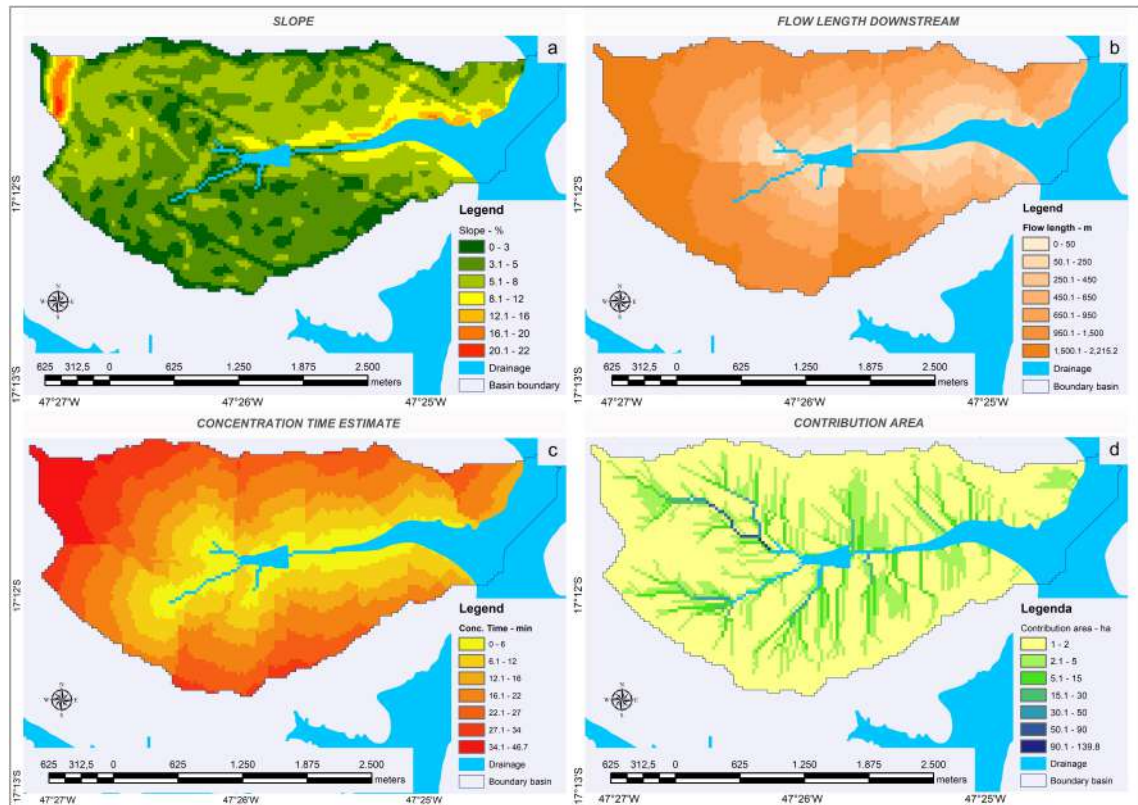 SLOPE
a
17°12'S
17°13'S
Legend
Slope - %
0 - 3
3.1 - 5
5.1 - 8
8.1 - 12
12.1 - 16
16.1 - 20
20.1 - 22
Drainage
Basin boundary
625 312,5 0 625 1.250 1.875 2.500
meters
47°27'W 47°26'W 47°25'W
FLOW LENGTH DOWNSTREAM
b
17°12'S
17°13'S
Legend
Flow length - m
0 - 50
50.1 - 250
250.1 - 450
450.1 - 650
650.1 - 950
950.1 - 1,500
1,500.1 - 2,215.2
Drainage
Boundary basin
625 312,5 0 625 1.250 1.875 2.500
meters
47°27'W 47°26'W 47°25'W
CONCENTRATION TIME ESTIMATE
c
17°12'S
17°13'S
Legend
Conc. Time - min
0 - 6
6.1 - 12
12.1 - 16
16.1 - 22
22.1 - 27
27.1 - 34
34.1 - 46.7
Drainage
Boundary basin
625 312,5 0 625 1.250 1.875 2.500
meters
47°27'W 47°26'W 47°25'W
CONTRIBUTION AREA
d
17°12'S
17°13'S
Legenda
Contribution area - ha
1 - 2
2.1 - 5
5.1 - 15
15.1 - 30
30.1 - 50
50.1 - 90
90.1 - 139.8
Drainage
Boundary basin
625 312,5 0 625 1.250 1.875 2.500
meters
47°27'W 47°26'W 47°25'W